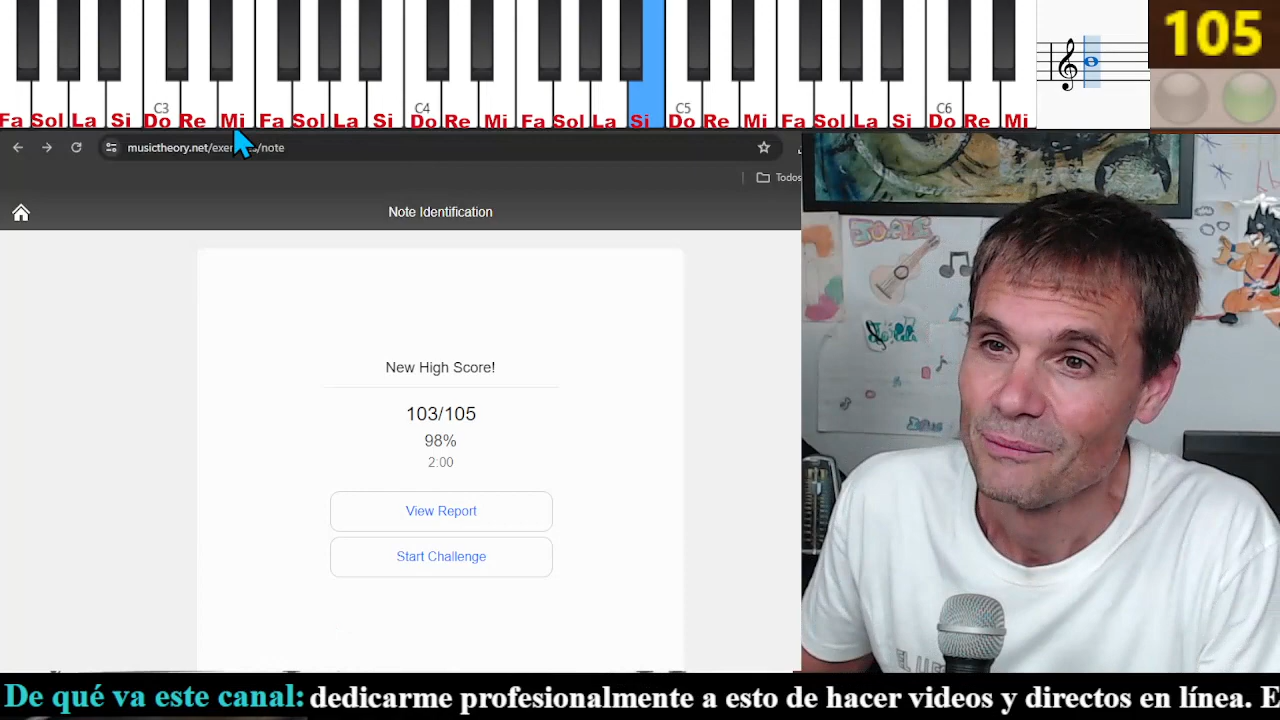 105
C3
C4
C5
C6
Fa Sol La Si Do Re Mi Fa Sol La Si Do Re Mi Fa Sol La Si Do Re Mi Fa Sol La Si Do Re Mi
musictheory.net/exer /note
Todos
Note Identification
New High Score!
103/105
98%
2:00
View Report
Start Challenge
De qué va este canal: dedicarme profesionalmente a esto de hacer videos y directos en línea. E